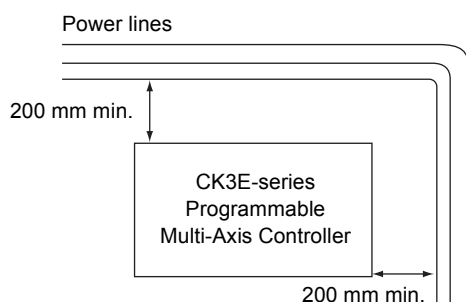 Power lines
200 mm min.
CK3E-series
Programmable
Multi-Axis Controller
200 mm min.